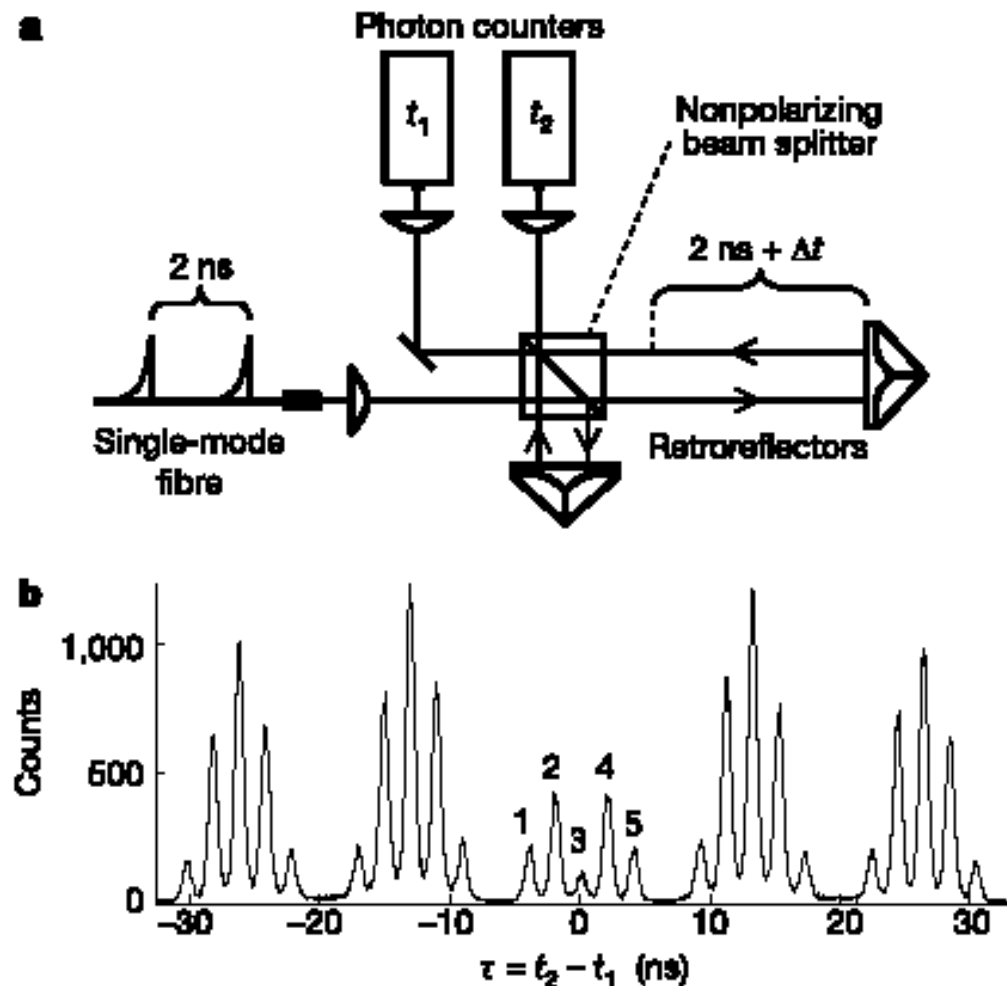 a
Photon counters
t1
t2
Nonpolarizing
beam splitter
2 ns
2 ns + Δt
Single-mode
fibre
Retroreflectors
b
Counts
1,000
500
0
1
2
3
4
5
−30
−20
−10
0
10
20
30
τ = t2 − t1 (ns)